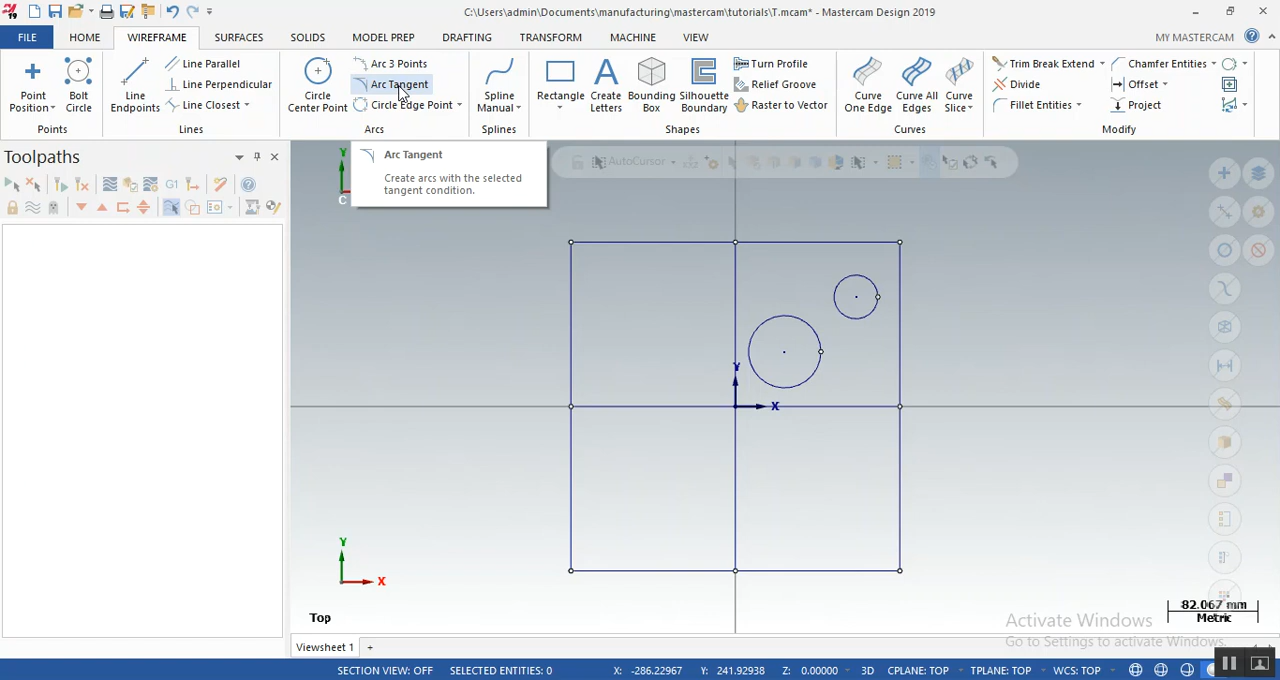 C:\Users\admin\Documents\manufacturing\mastercam\tutorials\T.mcam* - Mastercam Design 2019
FILE HOME WIREFRAME SURFACES SOLIDS MODEL PREP DRAFTING TRANSFORM MACHINE VIEW MY MASTERCAM
Point Position
Bolt Circle
Points
Line Endpoints
Line Parallel
Line Perpendicular
Line Closest
Lines
Circle Center Point
Arc 3 Points
Arc Tangent
Circle Edge Point
Arcs
Spline Manual
Splines
Rectangle
Create Letters
Bounding Box
Silhouette Boundary
Turn Profile
Relief Groove
Raster to Vector
Shapes
Curve One Edge
Curve All Edges
Curve Slice
Curves
Trim Break Extend
Divide
Fillet Entities
Chamfer Entities
Offset
Project
Modify
Toolpaths
G1
Arc Tangent
Create arcs with the selected
tangent condition.
AutoCursor
Y
C
Y
X
Y
X
Top
82.067 mm
Metric
Activate Windows
Go to Settings to activate Windows.
Viewsheet 1 +
SECTION VIEW: OFF SELECTED ENTITIES: 0 X: -286.22967 Y: 241.92938 Z: 0.00000 3D CPLANE: TOP TPLANE: TOP WCS: TOP